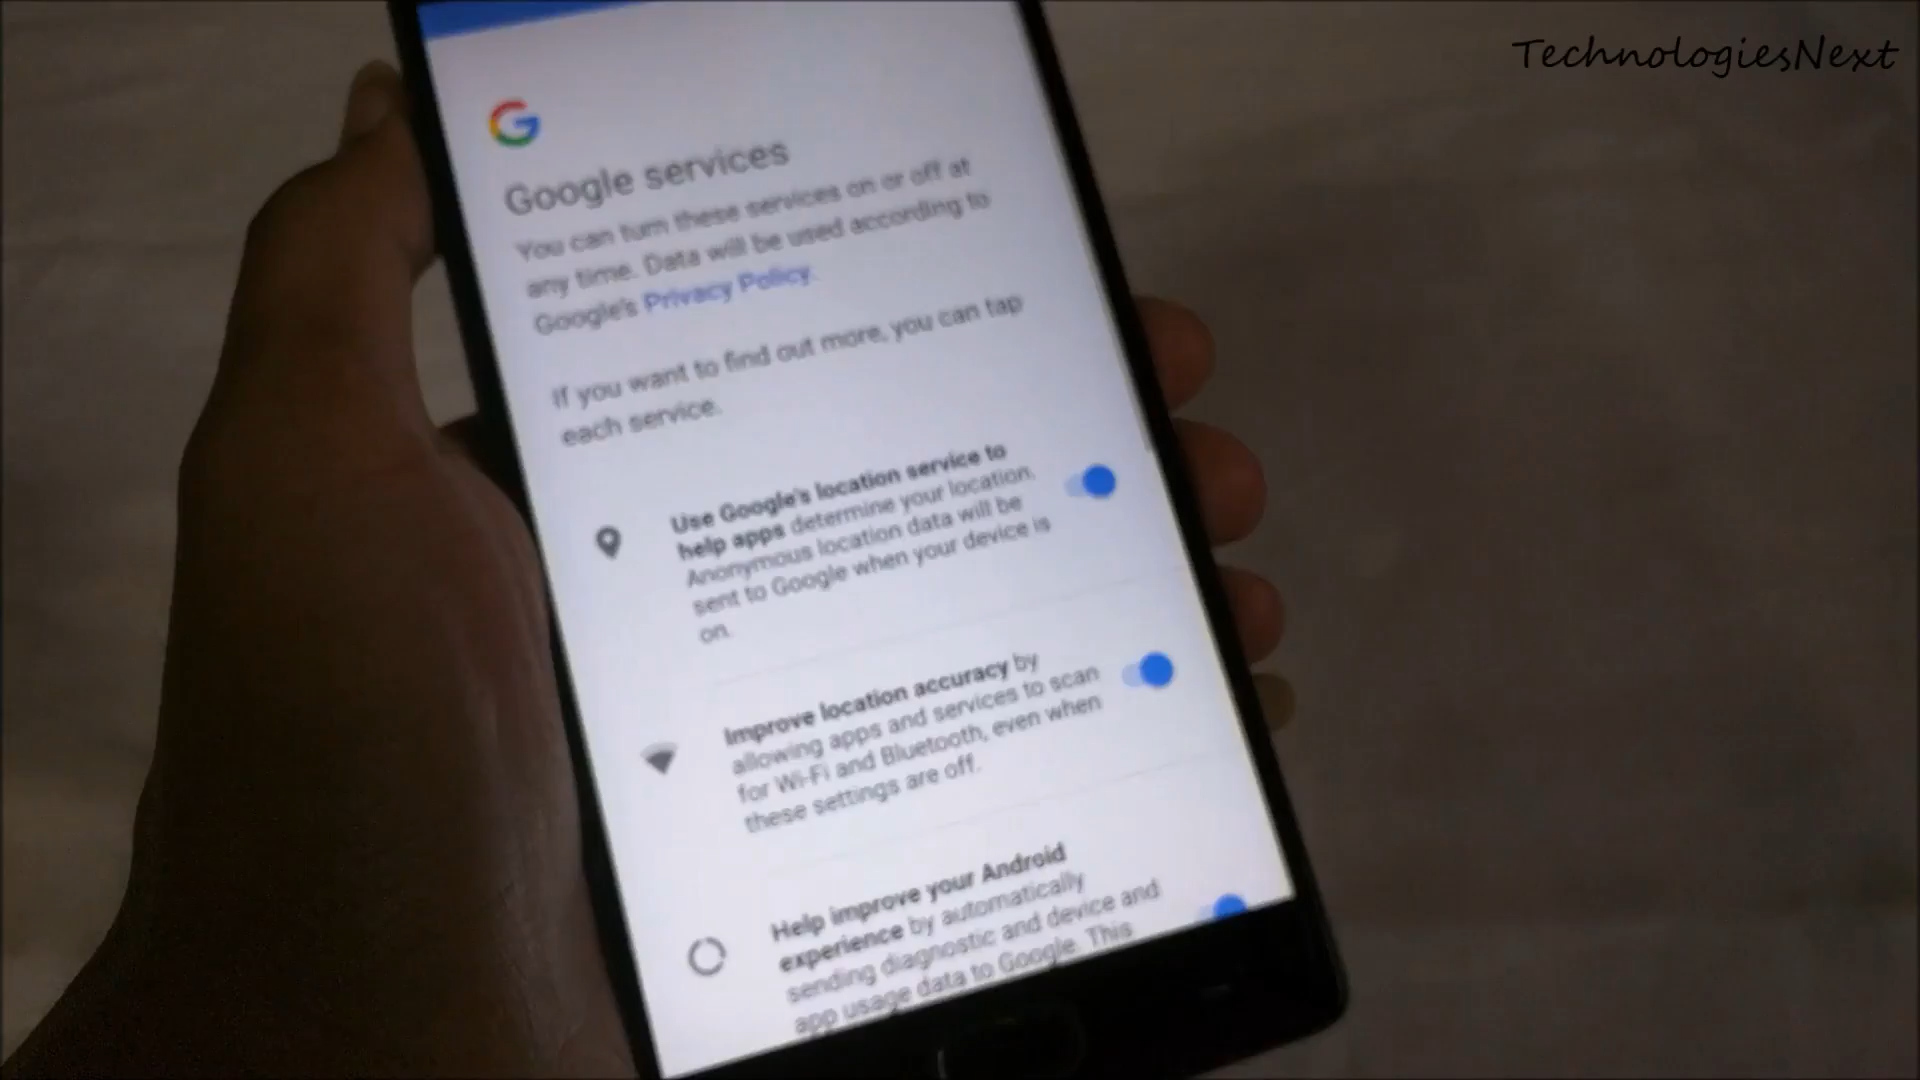 TechnologiesNext
Google services
You can turn these services on or off at
any time. Data will be used according to
Google's Privacy Policy.
If you want to find out more, you can tap
each service.
Use Google's location service to
help apps determine your location.
Anonymous location data will be
sent to Google when your device is
on.
Improve location accuracy by
allowing apps and services to scan
for Wi-Fi and Bluetooth, even when
these settings are off.
Help improve your Android
experience by automatically
sending diagnostic and device and
app usage data to Google. This